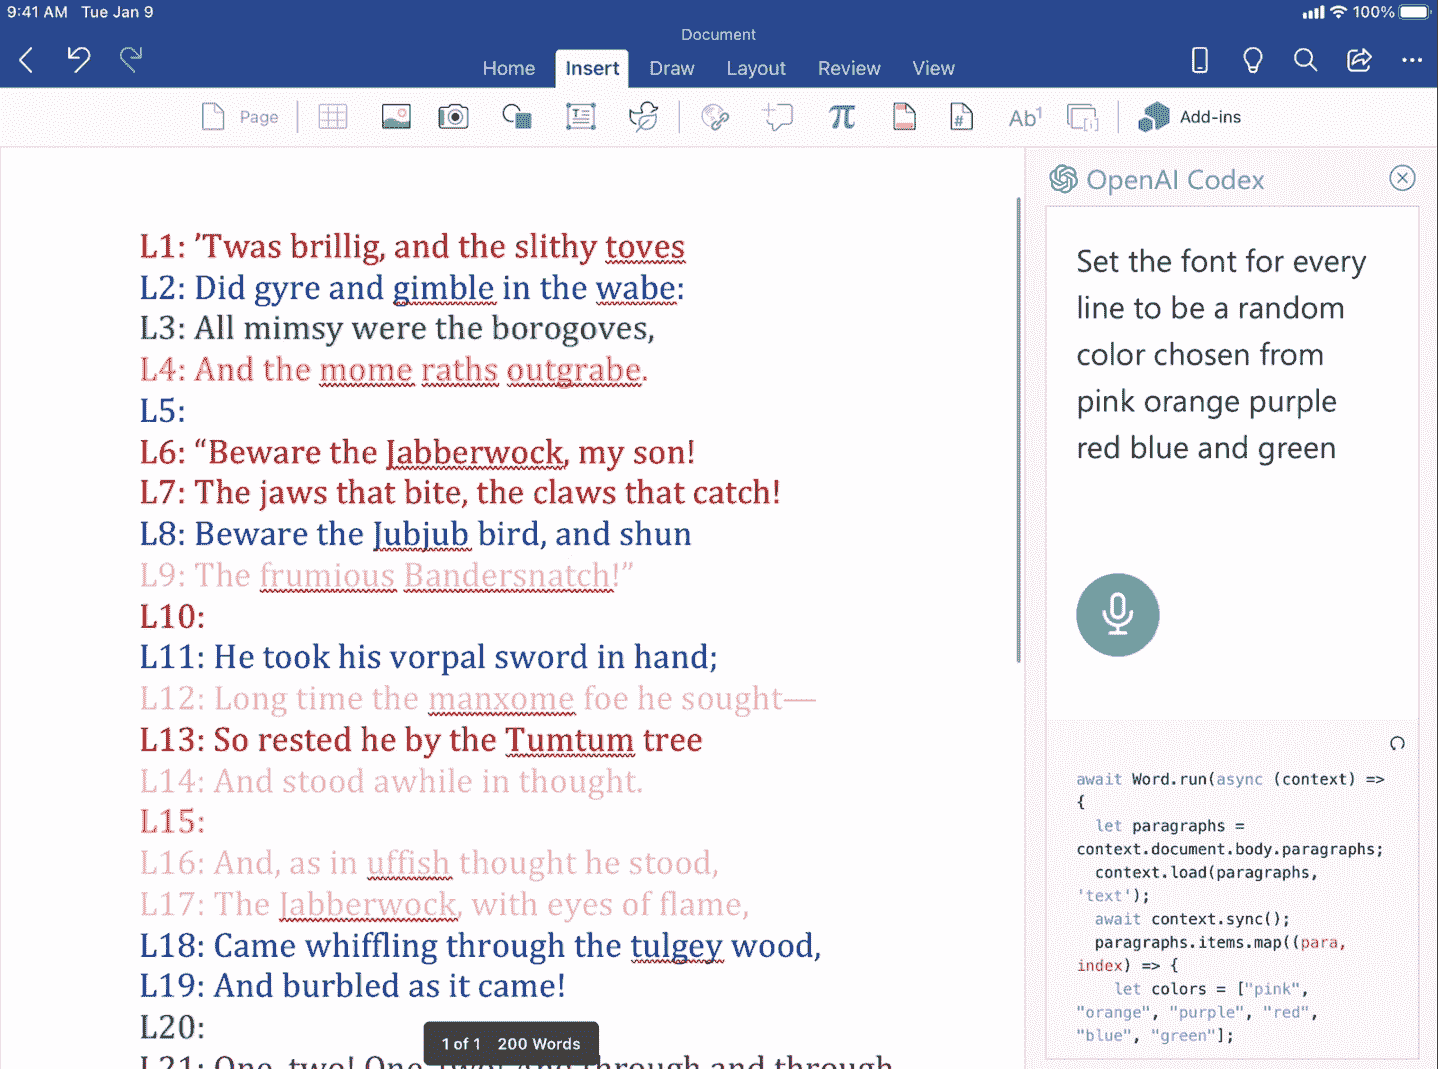 9:41 AM Tue Jan 9
100%
Document
Home Insert Draw Layout Review View
Page
Ab1
Add-ins
OpenAI Codex
L1: ’Twas brillig, and the slithy toves
L2: Did gyre and gimble in the wabe:
L3: All mimsy were the borogoves,
L4: And the mome raths outgrabe.
L5:
L6: “Beware the Jabberwock, my son!
L7: The jaws that bite, the claws that catch!
L8: Beware the Jubjub bird, and shun
L9: The frumious Bandersnatch!”
L10:
L11: He took his vorpal sword in hand;
L12: Long time the manxome foe he sought—
L13: So rested he by the Tumtum tree
L14: And stood awhile in thought.
L15:
L16: And, as in uffish thought he stood,
L17: The Jabberwock, with eyes of flame,
L18: Came whiffling through the tulgey wood,
L19: And burbled as it came!
L20:
L21: One, two! One, two! and through and through
1 of 1 200 Words
Set the font for every
line to be a random
color chosen from
pink orange purple
red blue and green
await Word.run(async (context) =>
{
let paragraphs =
context.document.body.paragraphs;
context.load(paragraphs,
'text');
await context.sync();
paragraphs.items.map((para,
index) => {
let colors = ["pink",
"orange", "purple", "red",
"blue", "green"];